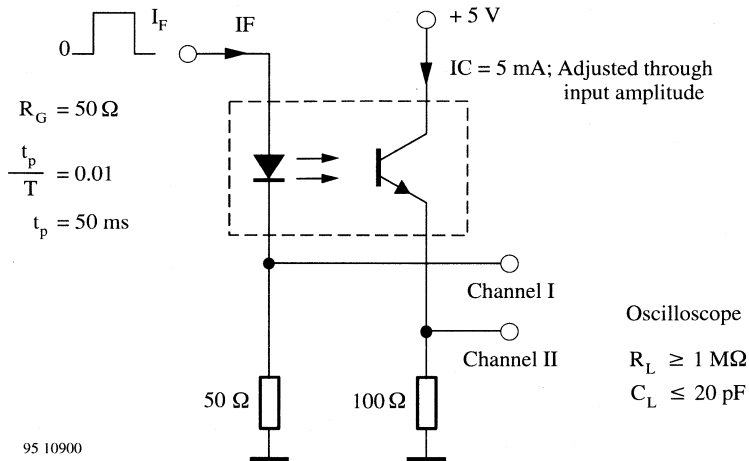 I_F
0
IF
+ 5 V
IC = 5 mA; Adjusted through
input amplitude
R_G = 50 Ω
t_p
T
= 0.01
t_p = 50 ms
Channel I
Channel II
Oscilloscope
R_L ≥ 1 MΩ
C_L ≤ 20 pF
50 Ω
100 Ω
95 10900